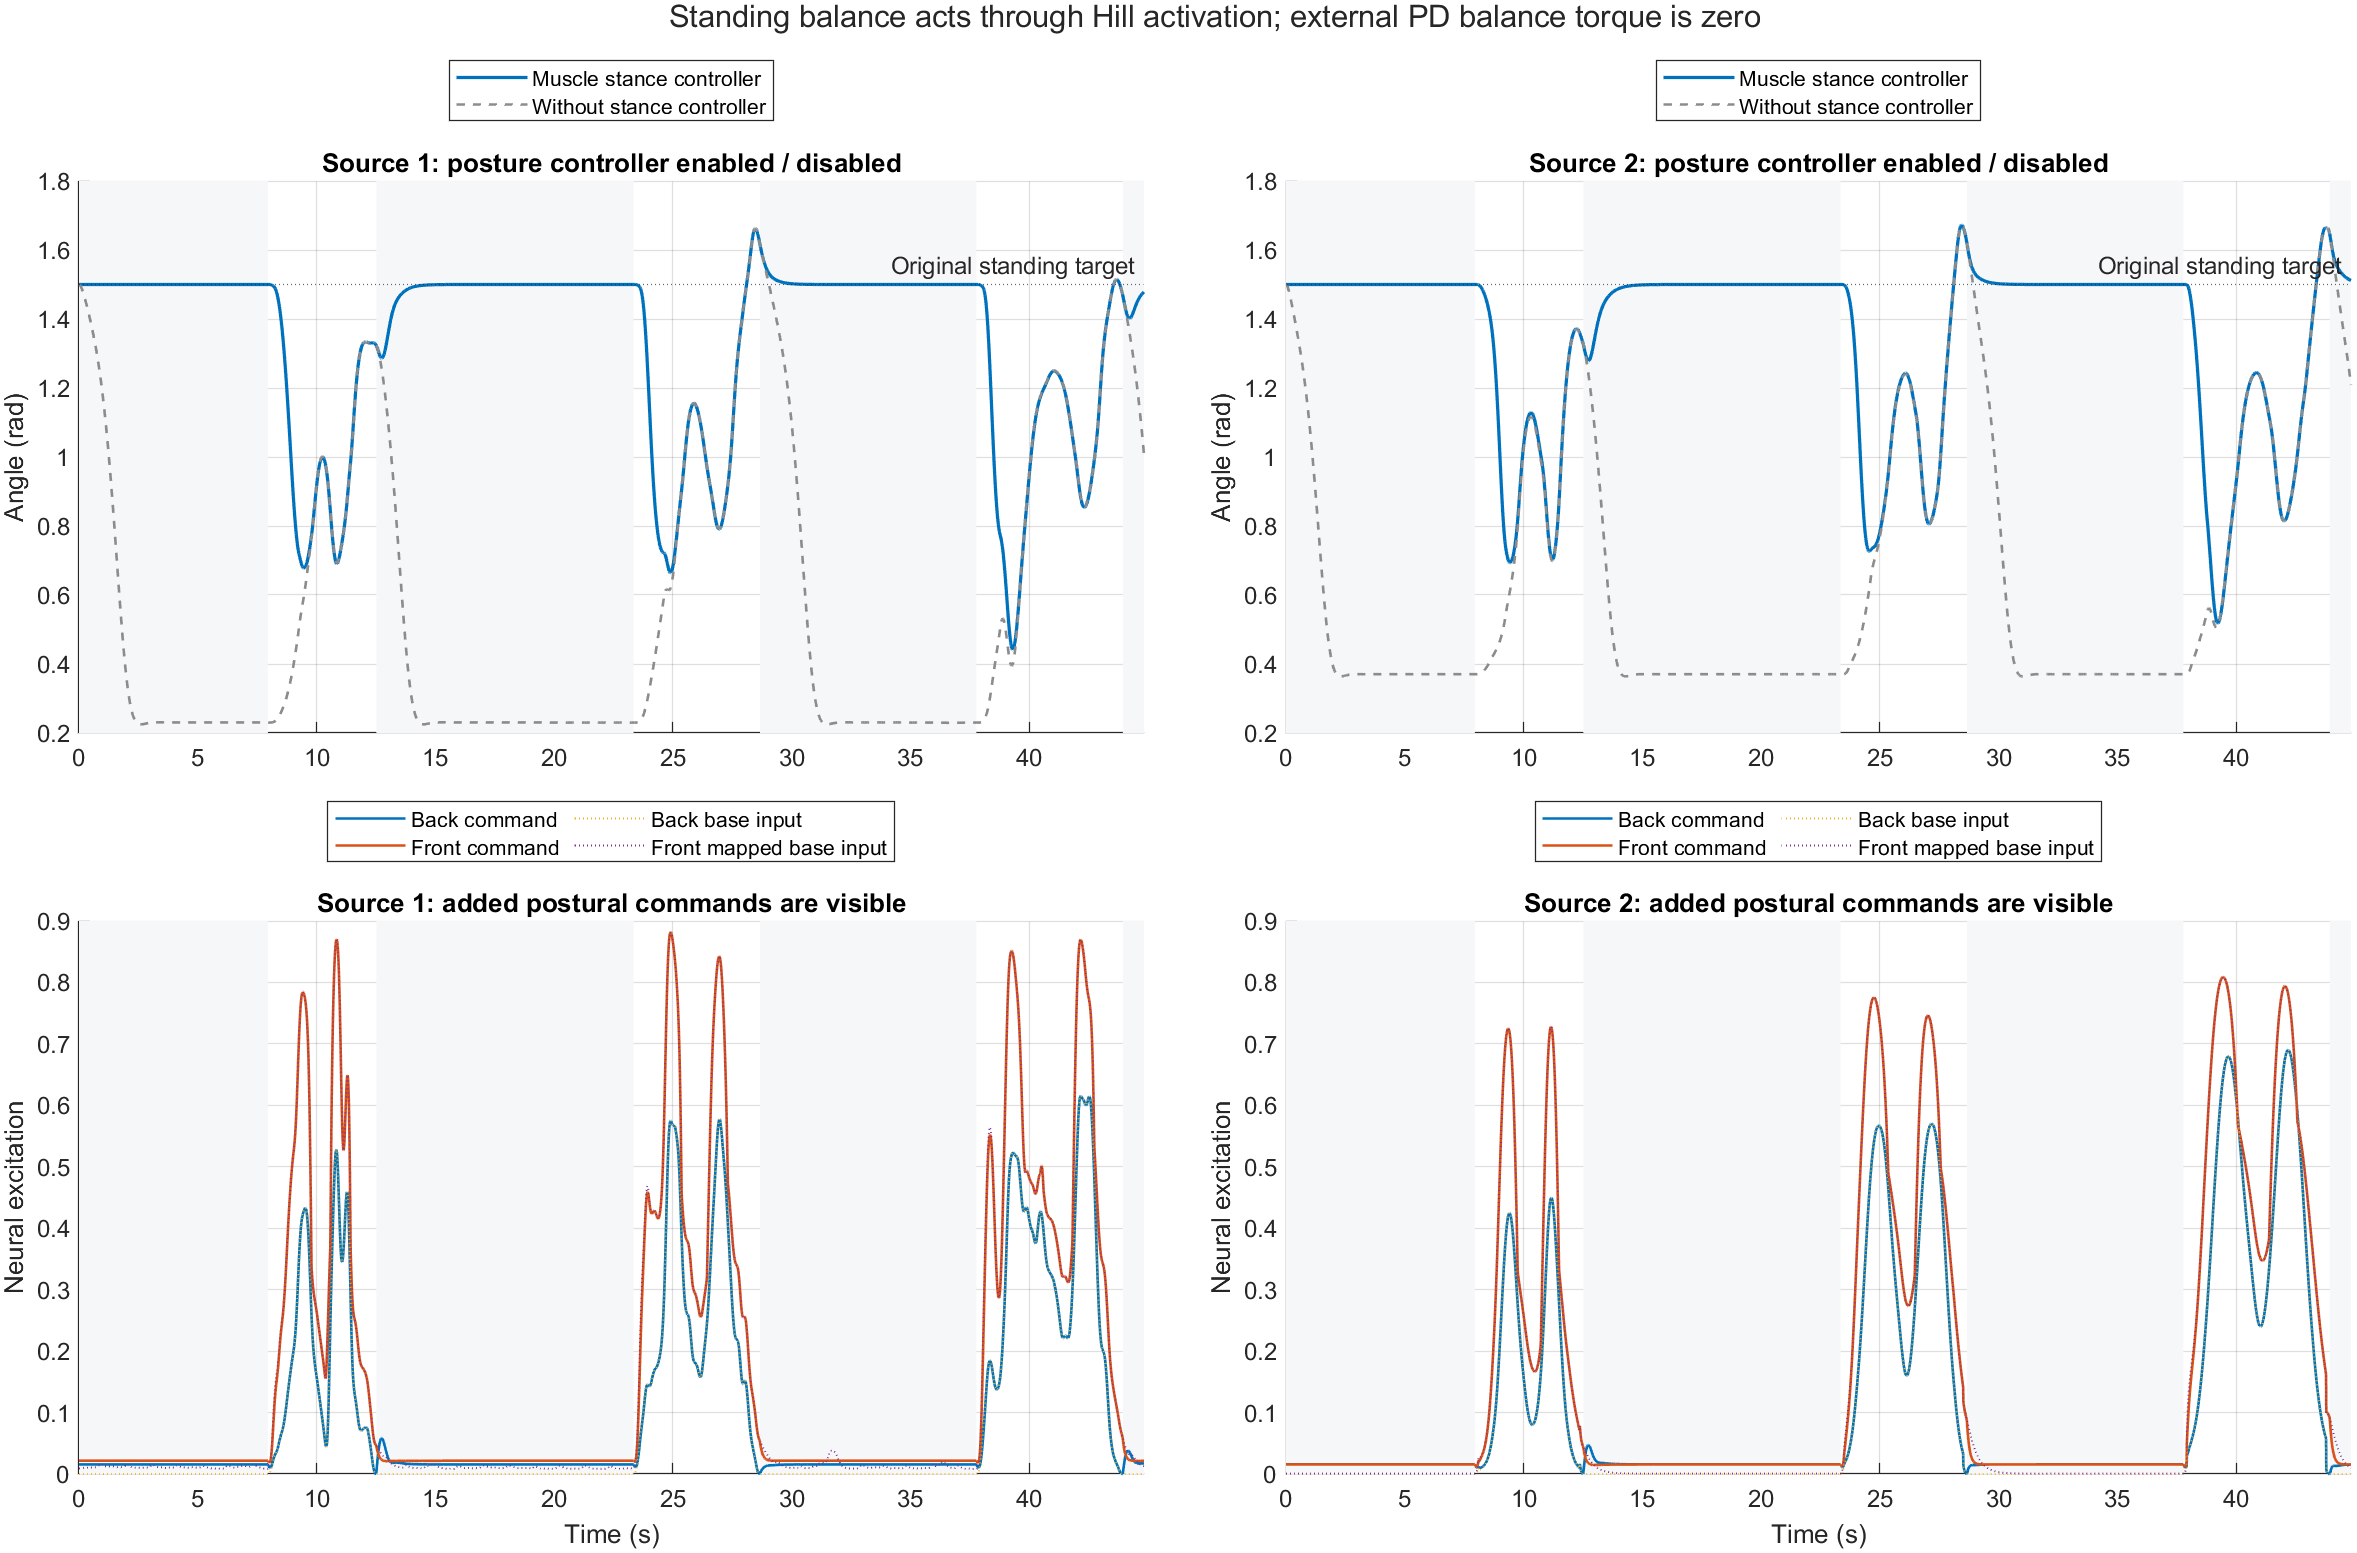 Standing balance acts through Hill activation; external PD balance torque is zero
Muscle stance controller
Without stance controller
Source 1: posture controller enabled / disabled
1.8
1.6
1.4
1.2
1
0.8
0.6
0.4
0.2
Angle (rad)
Original standing target
0 5 10 15 20 25 30 35 40
Muscle stance controller
Without stance controller
Source 2: posture controller enabled / disabled
1.8
1.6
1.4
1.2
1
0.8
0.6
0.4
0.2
Angle (rad)
Original standing target
0 5 10 15 20 25 30 35 40
Back command Back base input
Front command Front mapped base input
Source 1: added postural commands are visible
0.9
0.8
0.7
0.6
0.5
0.4
0.3
0.2
0.1
0
Neural excitation
0 5 10 15 20 25 30 35 40
Time (s)
Back command Back base input
Front command Front mapped base input
Source 2: added postural commands are visible
0.9
0.8
0.7
0.6
0.5
0.4
0.3
0.2
0.1
0
Neural excitation
0 5 10 15 20 25 30 35 40
Time (s)